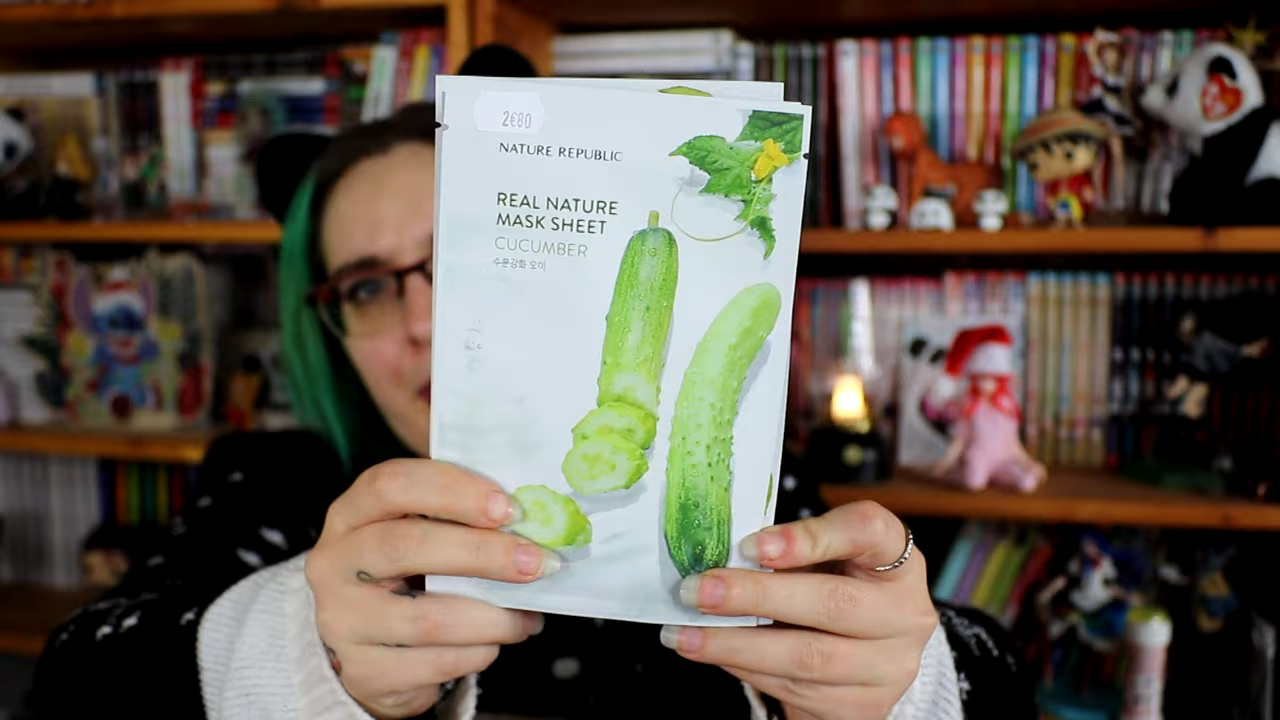 2€80
NATURE REPUBLIC
REAL NATURE
MASK SHEET
CUCUMBER
수분강화 오이